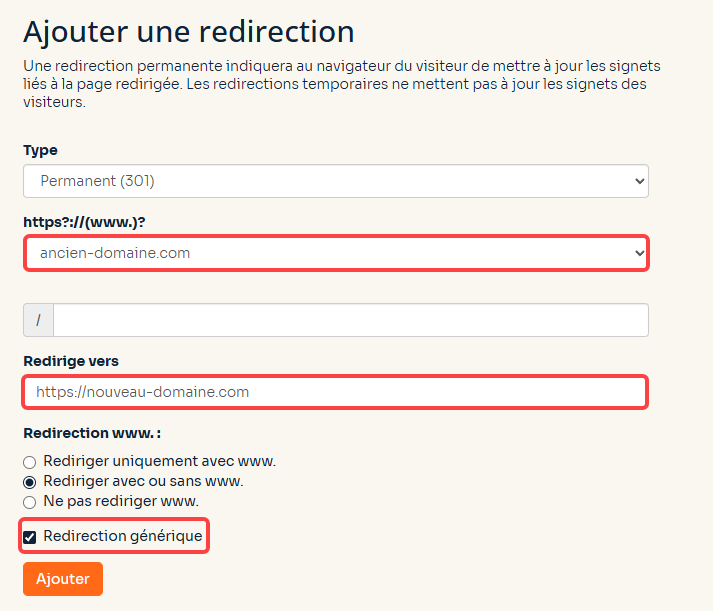 Ajouter une redirection
Une redirection permanente indiquera au navigateur du visiteur de mettre à jour les signets
liés à la page redirigée. Les redirections temporaires ne mettent pas à jour les signets des
visiteurs.
Type
Permanent (301)
https?://(www.)?
ancien-domaine.com
/
Redirige vers
https://nouveau-domaine.com
Redirection www. :
Rediriger uniquement avec www.
Rediriger avec ou sans www.
Ne pas rediriger www.
Redirection générique
Ajouter